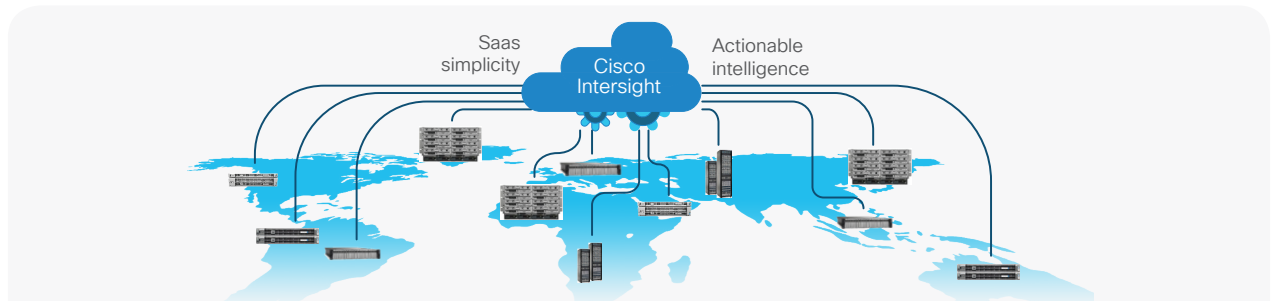 Saas
simplicity
Cisco
Intersight
Actionable
intelligence